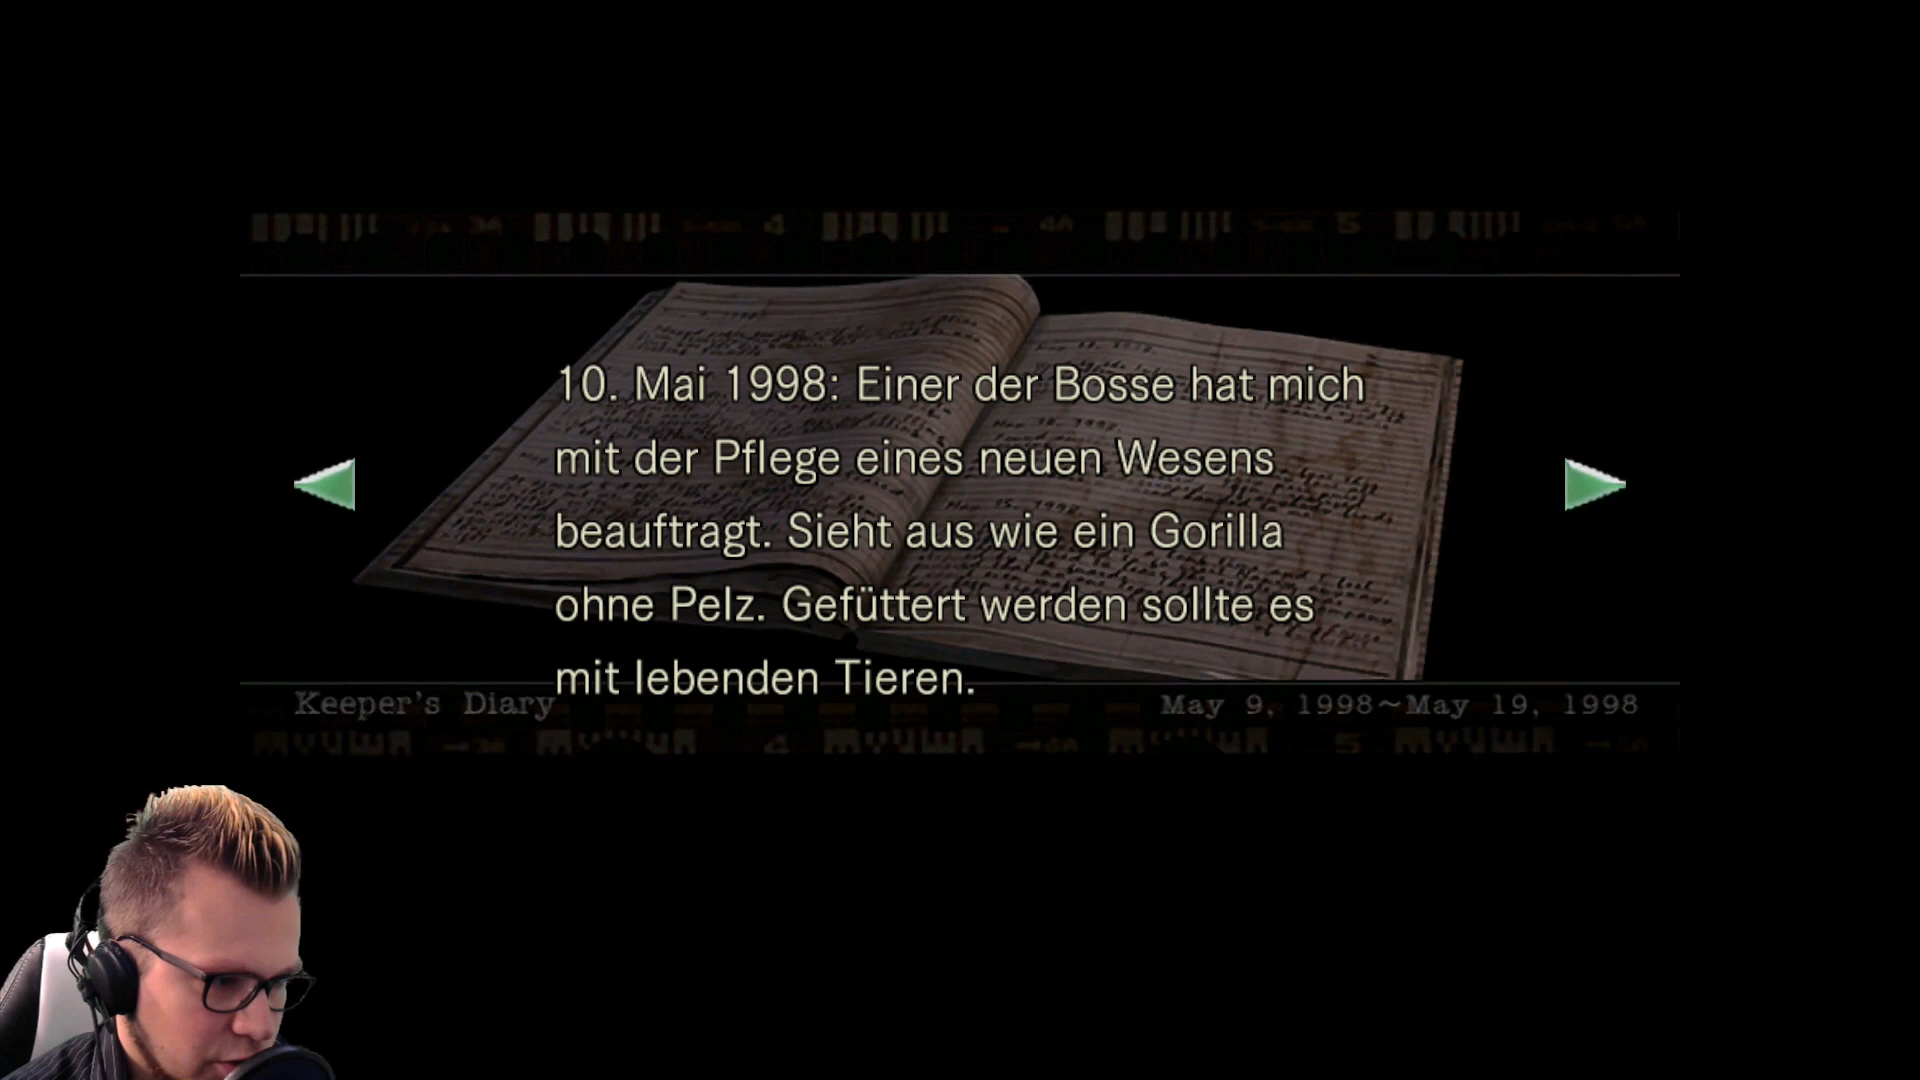 10. Mai 1998: Einer der Bosse hat mich
mit der Pflege eines neuen Wesens
beauftragt. Sieht aus wie ein Gorilla
ohne Pelz. Gefüttert werden sollte es
mit lebenden Tieren.
Keeper's Diary
May 9, 1998~May 19, 1998